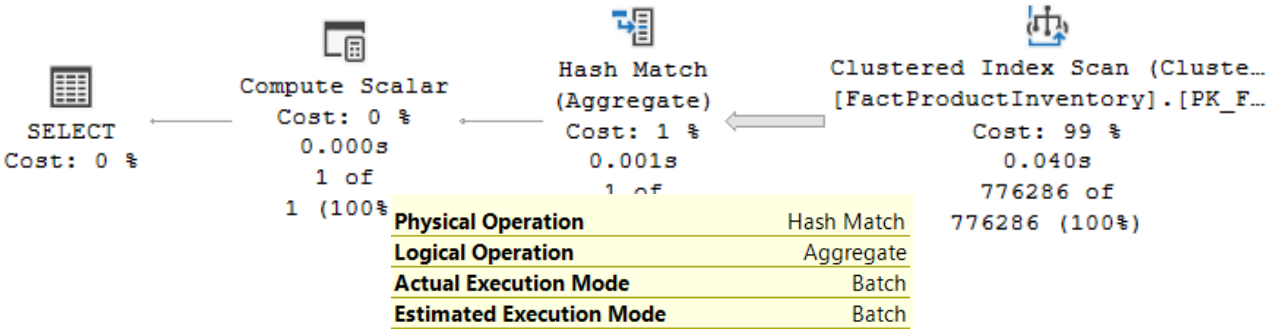 SELECT
Cost: 0 %
Compute Scalar
Cost: 0 %
0.000s
1 of
1 (100%
Hash Match
(Aggregate)
Cost: 1 %
0.001s
1 of
Clustered Index Scan (Cluste…
[FactProductInventory].[PK_F…
Cost: 99 %
0.040s
776286 of
776286 (100%)
Physical Operation Hash Match
Logical Operation Aggregate
Actual Execution Mode Batch
Estimated Execution Mode Batch